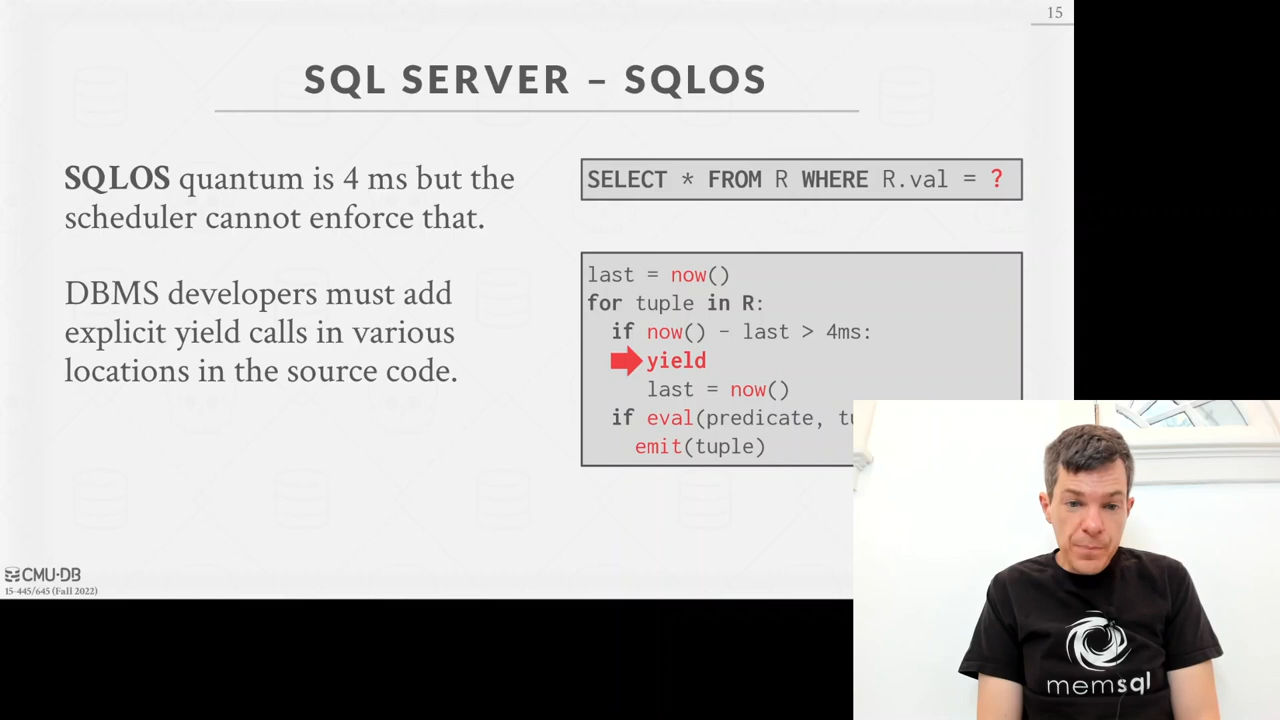 15
SQL SERVER – SQLOS
SQLOS quantum is 4 ms but the
scheduler cannot enforce that.
DBMS developers must add
explicit yield calls in various
locations in the source code.
SELECT * FROM R WHERE R.val = ?
last = now()
for tuple in R:
if now() - last > 4ms:
yield
last = now()
if eval(predicate,
emit(tuple)
CMU·DB
15-445/645 (Fall 2022)
memsql